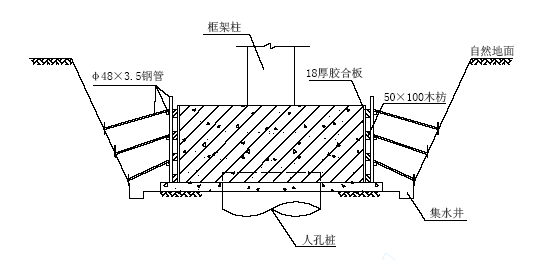 框架柱
自然地面
φ48×3.5钢管
18厚胶合板
50×100木枋
集水井
人孔桩